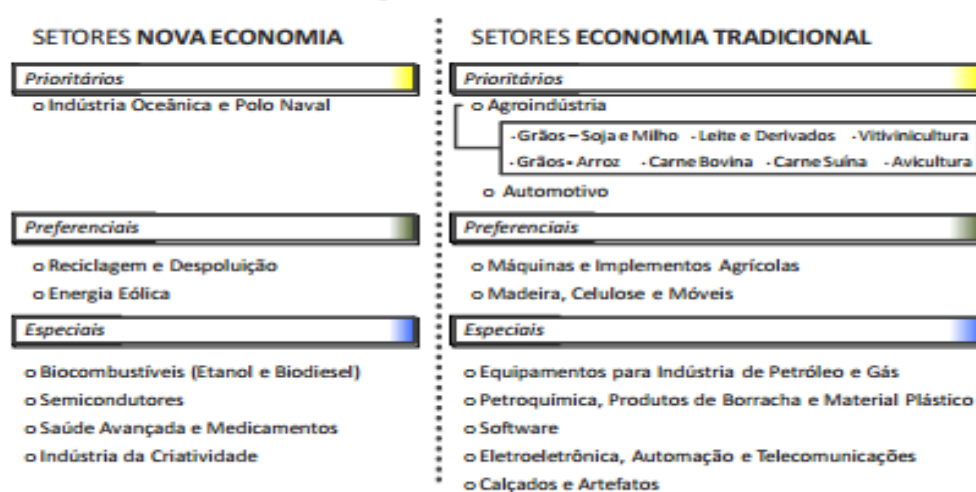 SETORES NOVA ECONOMIA
Prioritários
o Indústria Oceânica e Polo Naval
Preferenciais
o Reciclagem e Despoluição
o Energia Eólica
Especiais
o Biocombustíveis (Etanol e Biodiesel)
o Semicondutores
o Saúde Avançada e Medicamentos
o Indústria da Criatividade
SETORES ECONOMIA TRADICIONAL
Prioritários
o Agroindústria
- Grãos – Soja e Milho - Leite e Derivados - Vitivinicultura
- Grãos - Arroz - Carne Bovina - Carne Suína - Avicultura
o Automotivo
Preferenciais
o Máquinas e Implementos Agrícolas
o Madeira, Celulose e Móveis
Especiais
o Equipamentos para Indústria de Petróleo e Gás
o Petroquímica, Produtos de Borracha e Material Plástico
o Software
o Eletroeletrônica, Automação e Telecomunicações
o Calçados e Artefatos